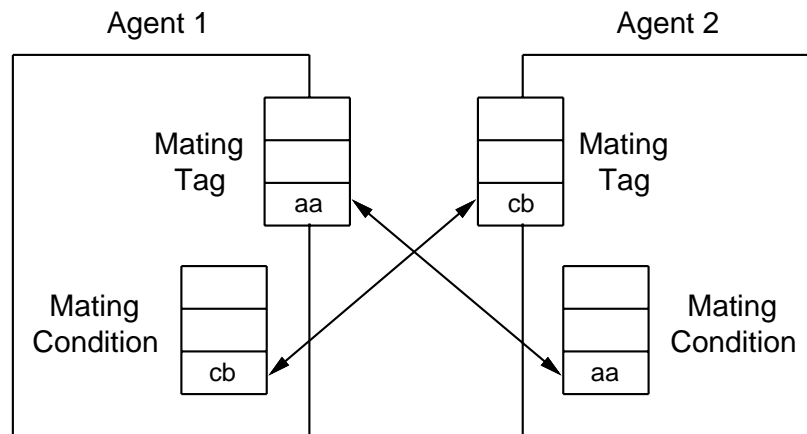 Agent 1
Agent 2
Mating
Tag
aa
cb
Mating
Tag
Mating
Condition
cb
aa
Mating
Condition